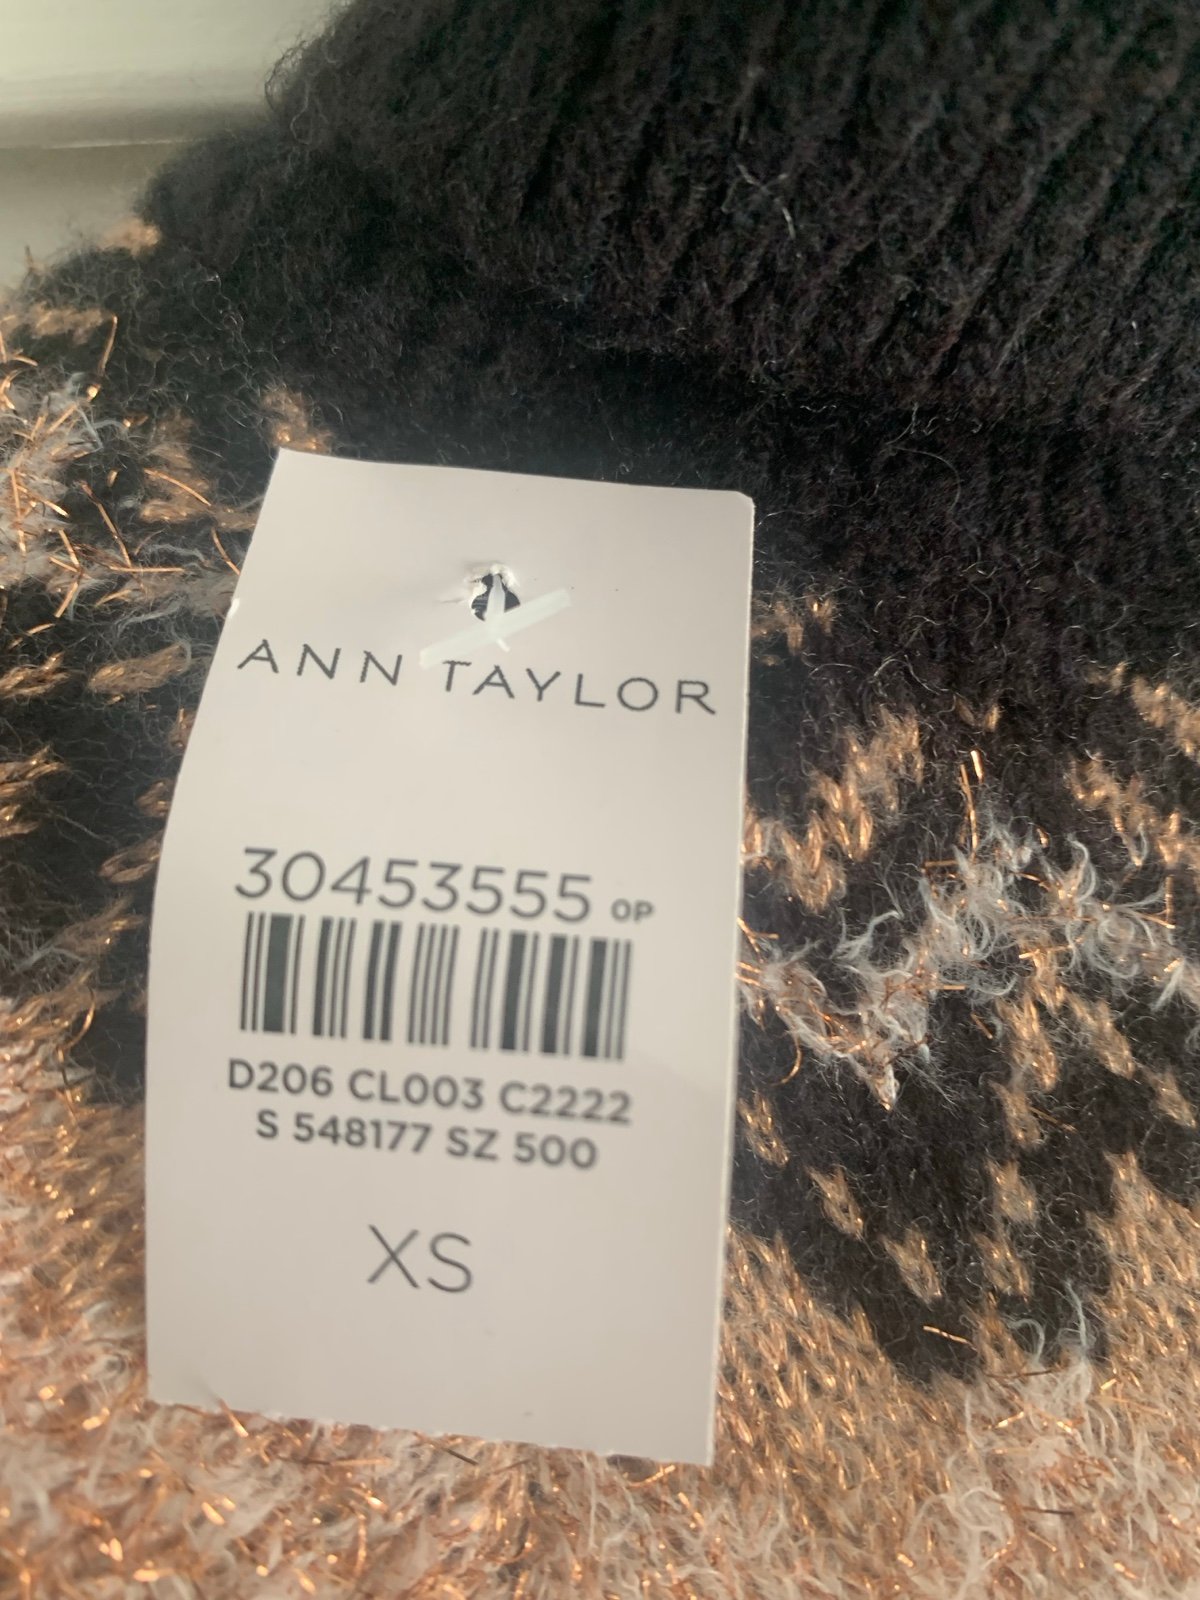 ANN TAYLOR
30453555 OP
D206 CL003 C2222
S 548177 SZ 500
XS